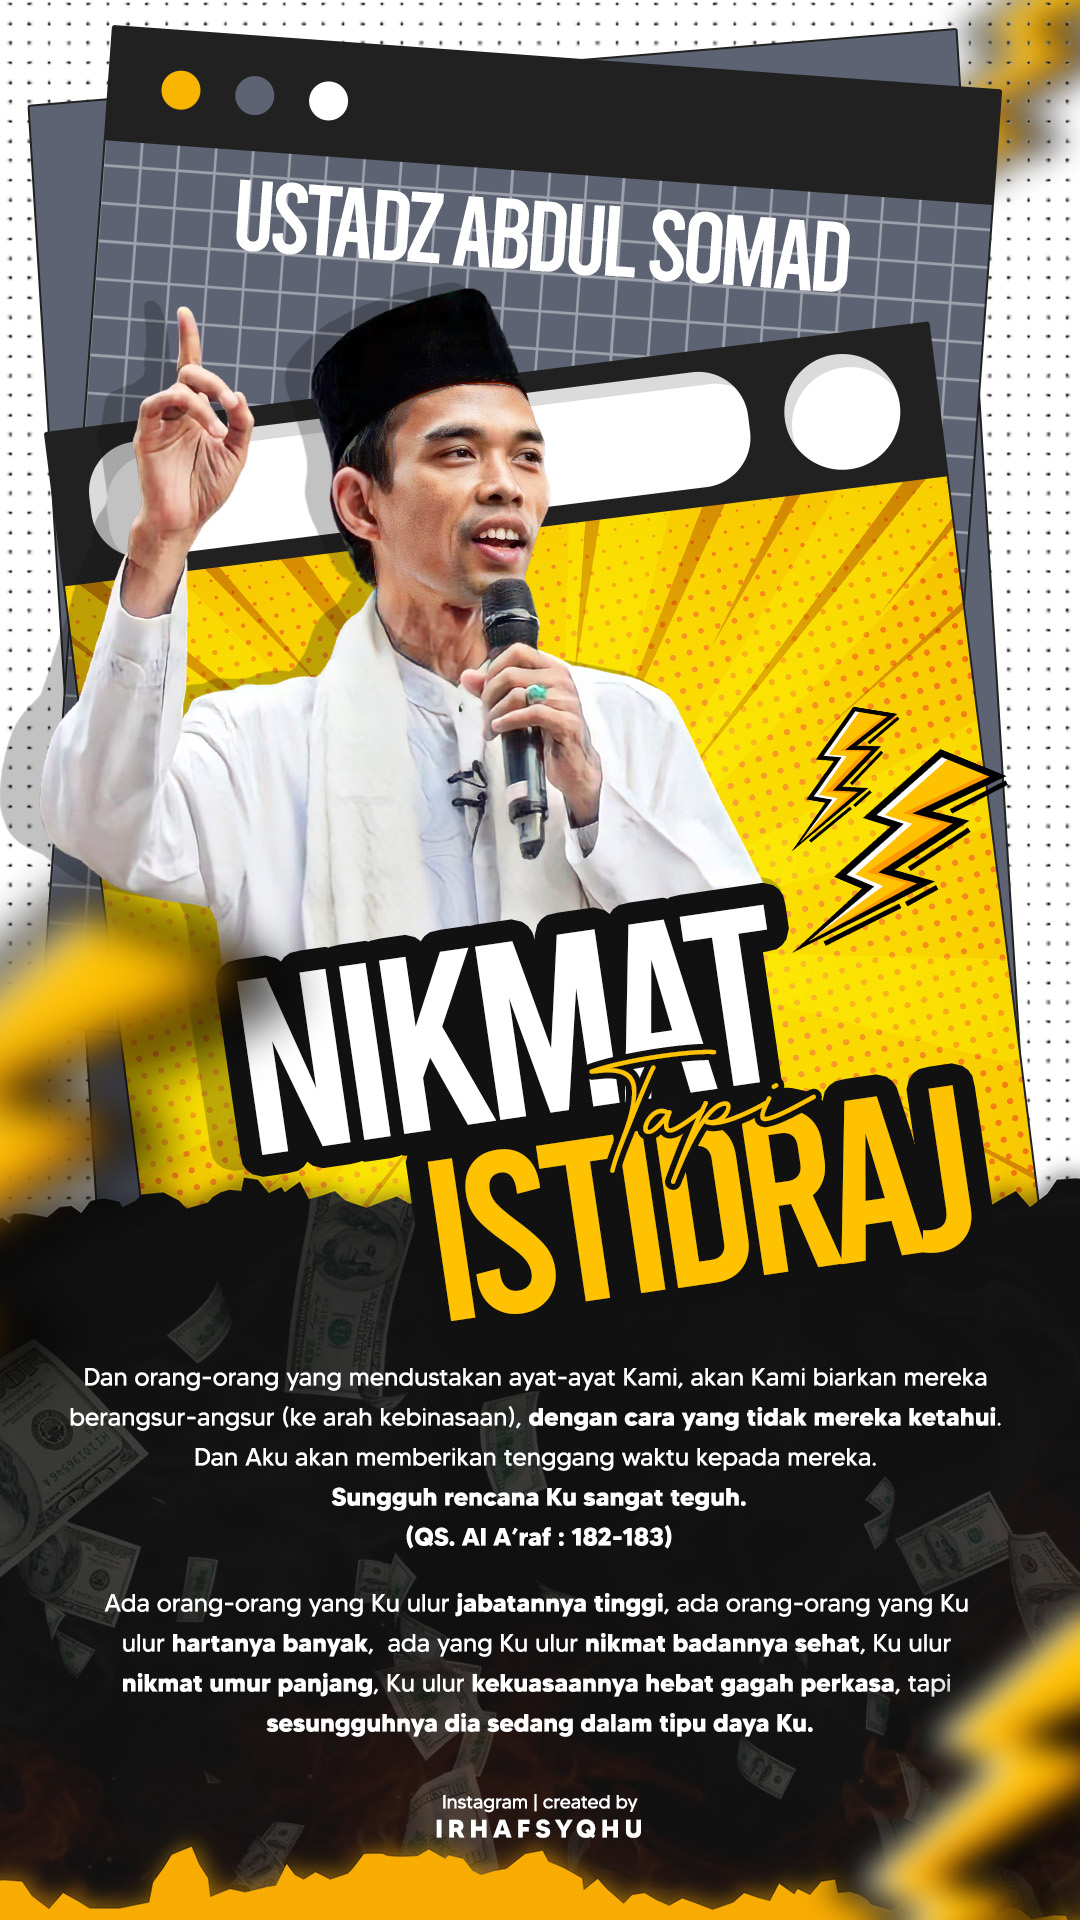 USTADZ ABDUL SOMAD
NIKMAT
Tapi
ISTIDRAJ
Dan orang-orang yang mendustakan ayat-ayat Kami, akan Kami biarkan mereka
berangsur-angsur (ke arah kebinasaan), dengan cara yang tidak mereka ketahui.
Dan Aku akan memberikan tenggang waktu kepada mereka.
Sungguh rencana Ku sangat teguh.
(QS. Al A'raf : 182-183)
Ada orang-orang yang Ku ulur jabatannya tinggi, ada orang-orang yang Ku
ulur hartanya banyak, ada yang Ku ulur nikmat badannya sehat, Ku ulur
nikmat umur panjang, Ku ulur kekuasaannya hebat gagah perkasa, tapi
sesungguhnya dia sedang dalam tipu daya Ku.
Instagram | created by
IRHAFSYQHU